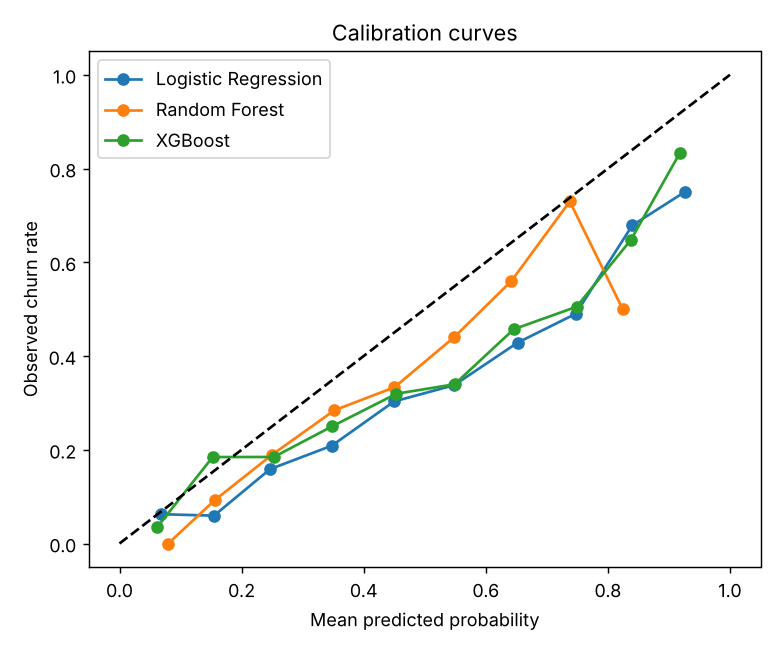 Calibration curves
Logistic Regression
Random Forest
XGBoost
Observed churn rate
1.0
0.8
0.6
0.4
0.2
0.0
0.0 0.2 0.4 0.6 0.8 1.0
Mean predicted probability